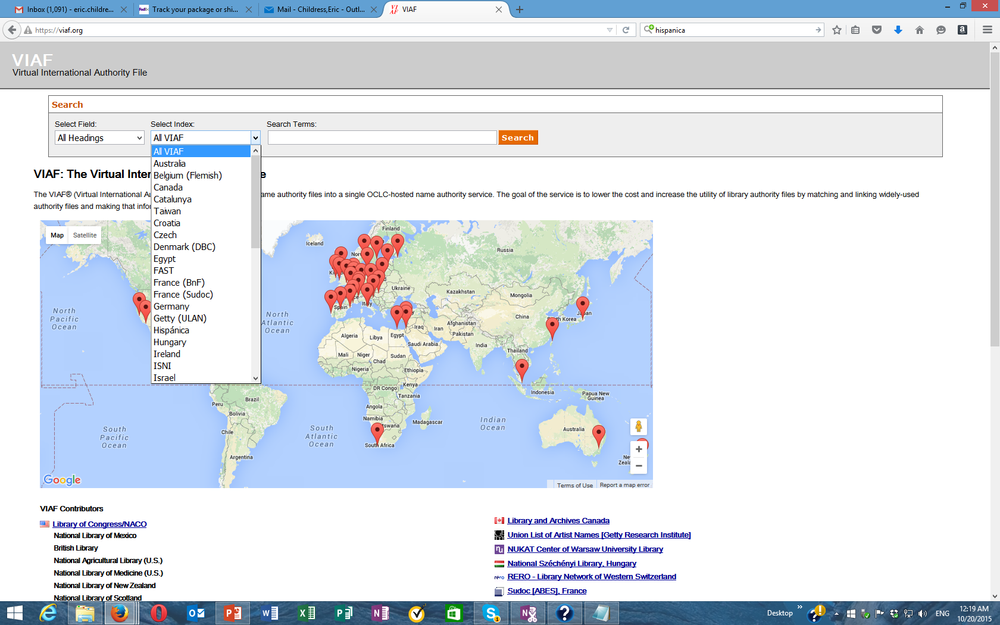 Inbox (1,091) - eric.childre...
Track your package or shi...
Mail - Childress,Eric - Outl...
VIAF
https://viaf.org
hispanica
VIAF
Virtual International Authority File
Search
Select Field:
Select Index:
Search Terms:
All Headings
All VIAF
Search
All VIAF
Australia
Belgium (Flemish)
Canada
Catalunya
Taiwan
Croatia
Czech
Denmark (DBC)
Egypt
FAST
France (BnF)
France (Sudoc)
Germany
Getty (ULAN)
Hispánica
Hungary
Ireland
ISNI
Israel
VIAF: The Virtual Inter
The VIAF® (Virtual International Au
ame authority files into a single OCLC-hosted name authority service. The goal of the service is to lower the cost and increase the utility of library authority files by matching and linking widely-used
authority files and making that infor
Map
Satellite
Iceland
Finland
Russia
Ukraine
Kazakhstan
Mongolia
Spain
Italy
North
Pacific
Ocean
North
Atlantic
Ocean
China
Korea
Japan
Iraq
Iran
Afghanistan
Pakistan
Algeria
Libya
Egypt
Saudi Arabia
India
Thailand
Mali
Niger
Chad
Sudan
Nigeria
Ethiopia
DR Congo
Kenya
Tanzania
Indonesia
Papua New
Guinea
Angola
Namibia
tswana
Madagascar
South Africa
Peru
Brazil
Bolivia
Chile
Argentina
South
Pacific
Ocean
South
Atlantic
Ocean
Indian
Ocean
Australia
Google
Terms of Use
Report a map error
VIAF Contributors
Library of Congress/NACO
National Library of Mexico
British Library
National Agricultural Library (U.S.)
National Library of Medicine (U.S.)
National Library of New Zealand
National Library of Scotland
Library and Archives Canada
Union List of Artist Names [Getty Research Institute]
NUKAT Center of Warsaw University Library
National Széchényi Library, Hungary
RERO - Library Network of Western Switzerland
Sudoc [ABES], France
Desktop
ENG
12:19 AM
10/20/2015